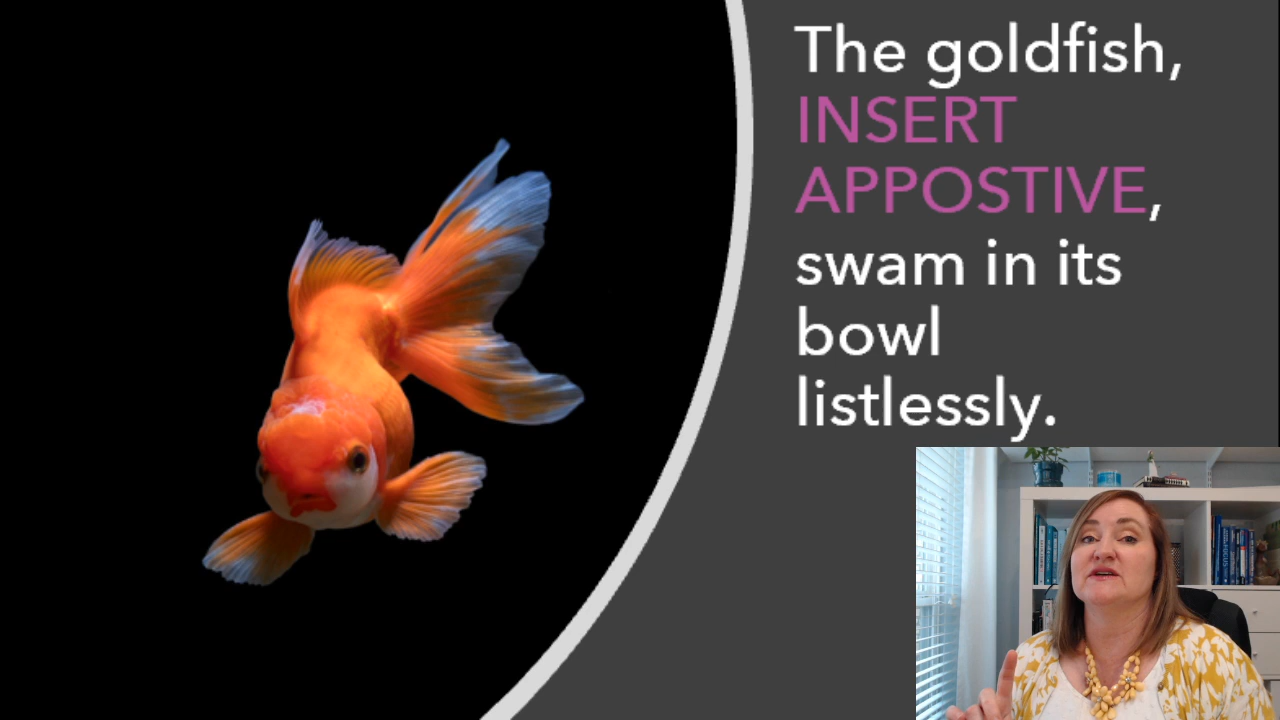 The goldfish,
INSERT
APPOSTIVE,
swam in its
bowl
listlessly.